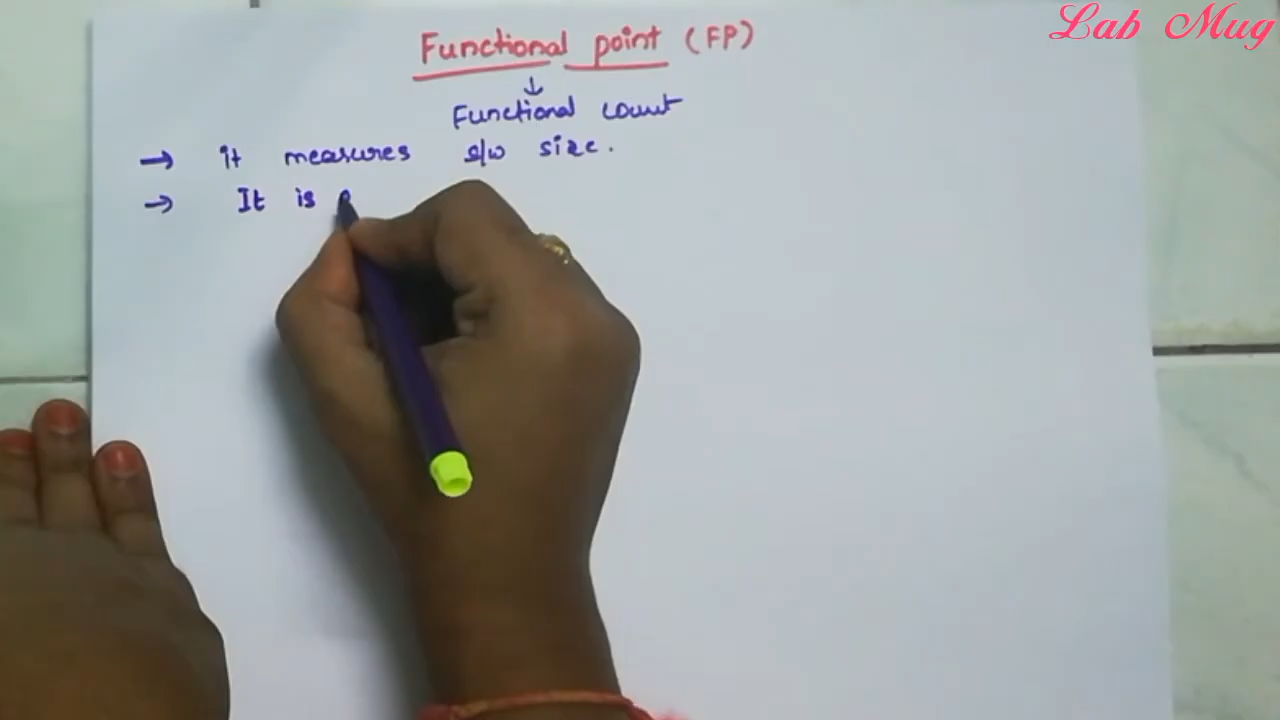 Lab Mug
Functional point (FP)
↓
Functional count
→ it measures s/w size.
→ It is